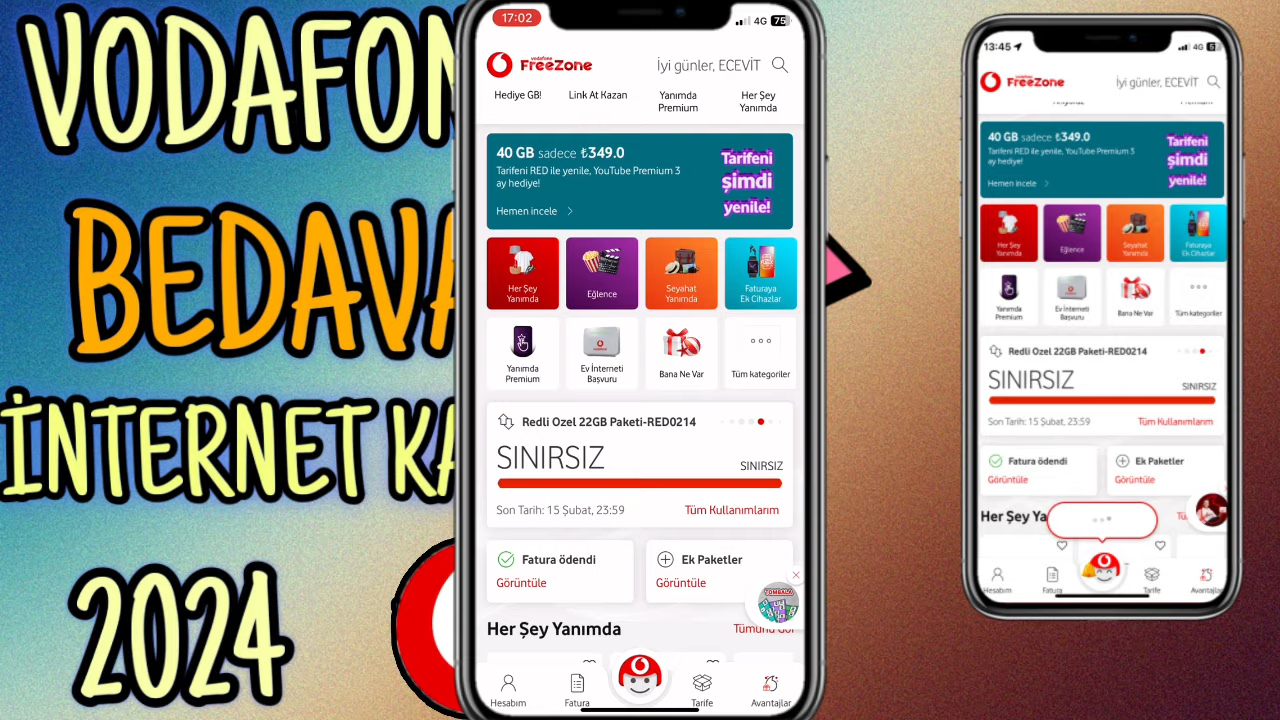 VODAFON
BEDAVA
İNTERNET KA
2024
17:02
4G 75
vodafone
FreeZone
İyi günler, ECEVİT
Hediye GB!
Link At Kazan
Yanımda
Premium
Her Şey
Yanımda
40 GB sadece ₺349.0
Tarifeni RED ile yenile, YouTube Premium 3
ay hediye!
Hemen incele
Tarifeni
şimdi
yenile!
Her Şey
Yanımda
Eğlence
Seyahat
Yanımda
Faturaya
Ek Cihazlar
Yanımda
Premium
Ev İnterneti
Başvuru
Bana Ne Var
Tüm kategoriler
Redli Ozel 22GB Paketi-RED0214
SINIRSIZ
SINIRSIZ
Son Tarih: 15 Şubat, 23:59
Tüm Kullanımlarım
Fatura ödendi
Görüntüle
Ek Paketler
Görüntüle
ZOMBADA
Her Şey Yanımda
Tümünü Gör
Hesabım
Fatura
Tarife
Avantajlar
13:45
4G
FreeZone
İyi günler, ECEVİT
40 GB sadece ₺349.0
Tarifeni RED ile yenile, YouTube Premium 3
ay hediye!
Hemen incele
Tarifeni
şimdi
yenile!
Her Şey
Yanımda
Eğlence
Seyahat
Yanımda
Faturaya
Ek Cihazlar
Yanımda
Premium
Ev İnterneti
Başvuru
Bana Ne Var
Tüm kategoriler
Redli Ozel 22GB Paketi-RED0214
SINIRSIZ
SINIRSIZ
Son Tarih: 15 Şubat, 23:59
Tüm Kullanımlarım
Fatura ödendi
Görüntüle
Ek Paketler
Görüntüle
Her Şey Ya
Tü
Hesabım
Fatura
Tarife
Avantajlar